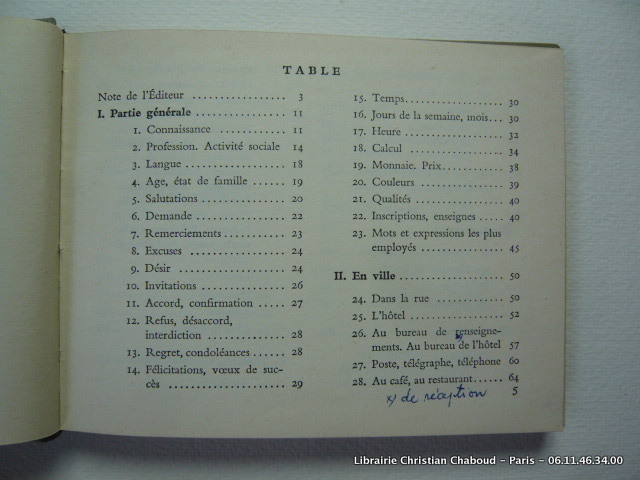 TABLE
Note de l'Éditeur ................ 3
I. Partie générale ................ 11
1. Connaissance ............ 11
2. Profession. Activité sociale 14
3. Langue .................. 18
4. Age, état de famille ...... 19
5. Salutations .............. 20
6. Demande ................ 22
7. Remerciements ........... 23
8. Excuses ................. 24
9. Désir ................... 24
10. Invitations .............. 26
11. Accord, confirmation ..... 27
12. Refus, désaccord,
interdiction .............. 28
13. Regret, condoléances ...... 28
14. Félicitations, vœux de suc-
cès .................... 29
15. Temps.................. 30
16. Jours de la semaine, mois... 30
17. Heure .................. 32
18. Calcul .................. 34
19. Monnaie. Prix........... 38
20. Couleurs ................ 39
21. Qualités ................ 40
22. Inscriptions, enseignes ..... 40
23. Mots et expressions les plus
employés ............... 45
II. En ville .................. 50
24. Dans la rue ............. 50
25. L'hôtel ................. 52
26. Au bureau de renseigne-
ments. Au bureau de l'hôtel 57
27. Poste, télégraphe, téléphone 60
28. Au café, au restaurant...... 64
x) de réception
5
Librairie Christian Chaboud - Paris - 06.11.46.34.00